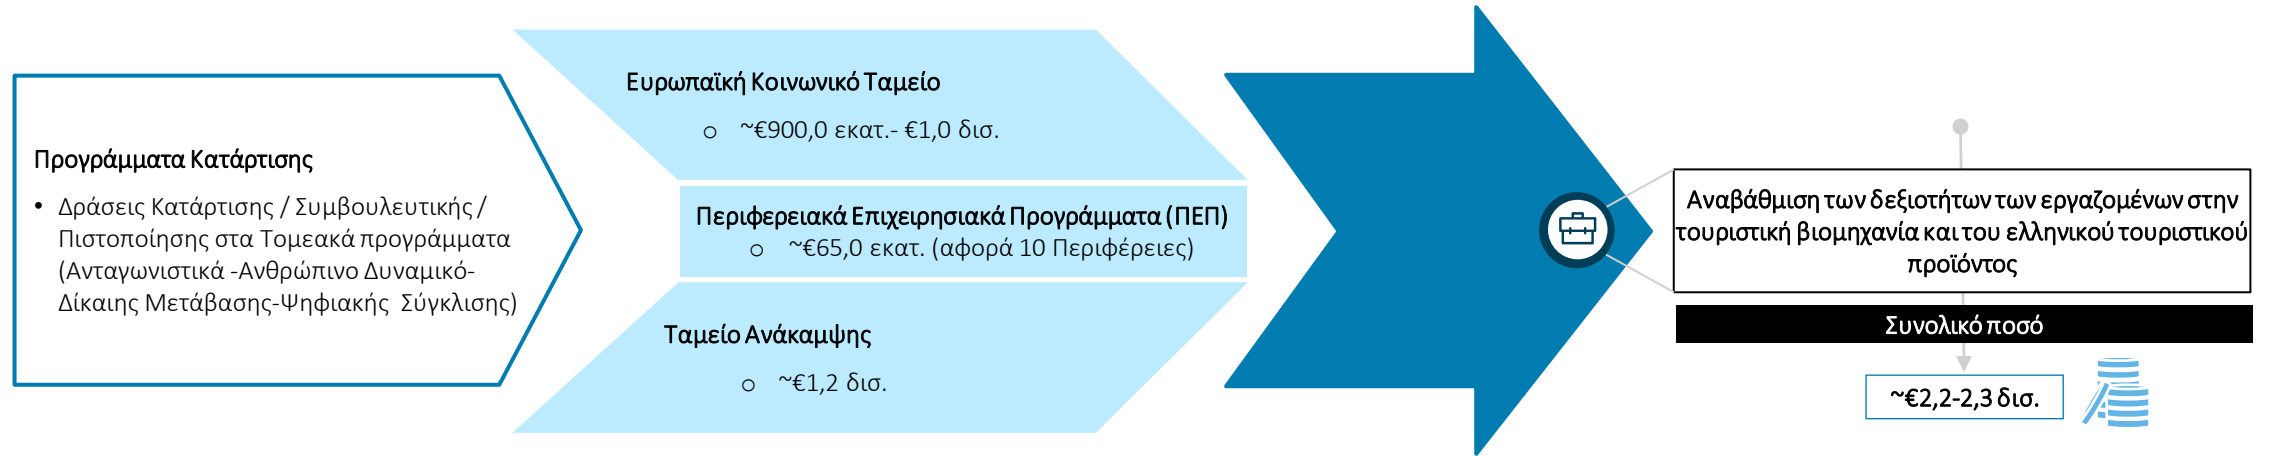 Προγράμματα Κατάρτισης
• Δράσεις Κατάρτισης / Συμβουλευτικής /
Πιστοποίησης στα Τομεακά προγράμματα
(Ανταγωνιστικά -Ανθρώπινο Δυναμικό-
Δίκαιης Μετάβασης-Ψηφιακής Σύγκλισης)
Ευρωπαϊκή Κοινωνικό Ταμείο
o ~€900,0 εκατ.- €1,0 δισ.
Περιφερειακά Επιχειρησιακά Προγράμματα (ΠΕΠ)
o ~€65,0 εκατ. (αφορά 10 Περιφέρειες)
Ταμείο Ανάκαμψης
o ~€1,2 δισ.
Αναβάθμιση των δεξιοτήτων των εργαζομένων στην
τουριστική βιομηχανία και του ελληνικού τουριστικού
προϊόντος
Συνολικό ποσό
~€2,2-2,3 δισ.